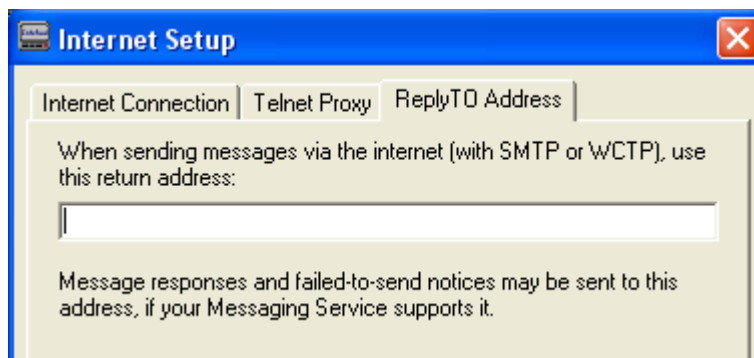 Internet Setup
Internet Connection
Telnet Proxy
ReplyTO Address
When sending messages via the internet (with SMTP or WCTP), use
this return address:
Message responses and failed-to-send notices may be sent to this
address, if your Messaging Service supports it.